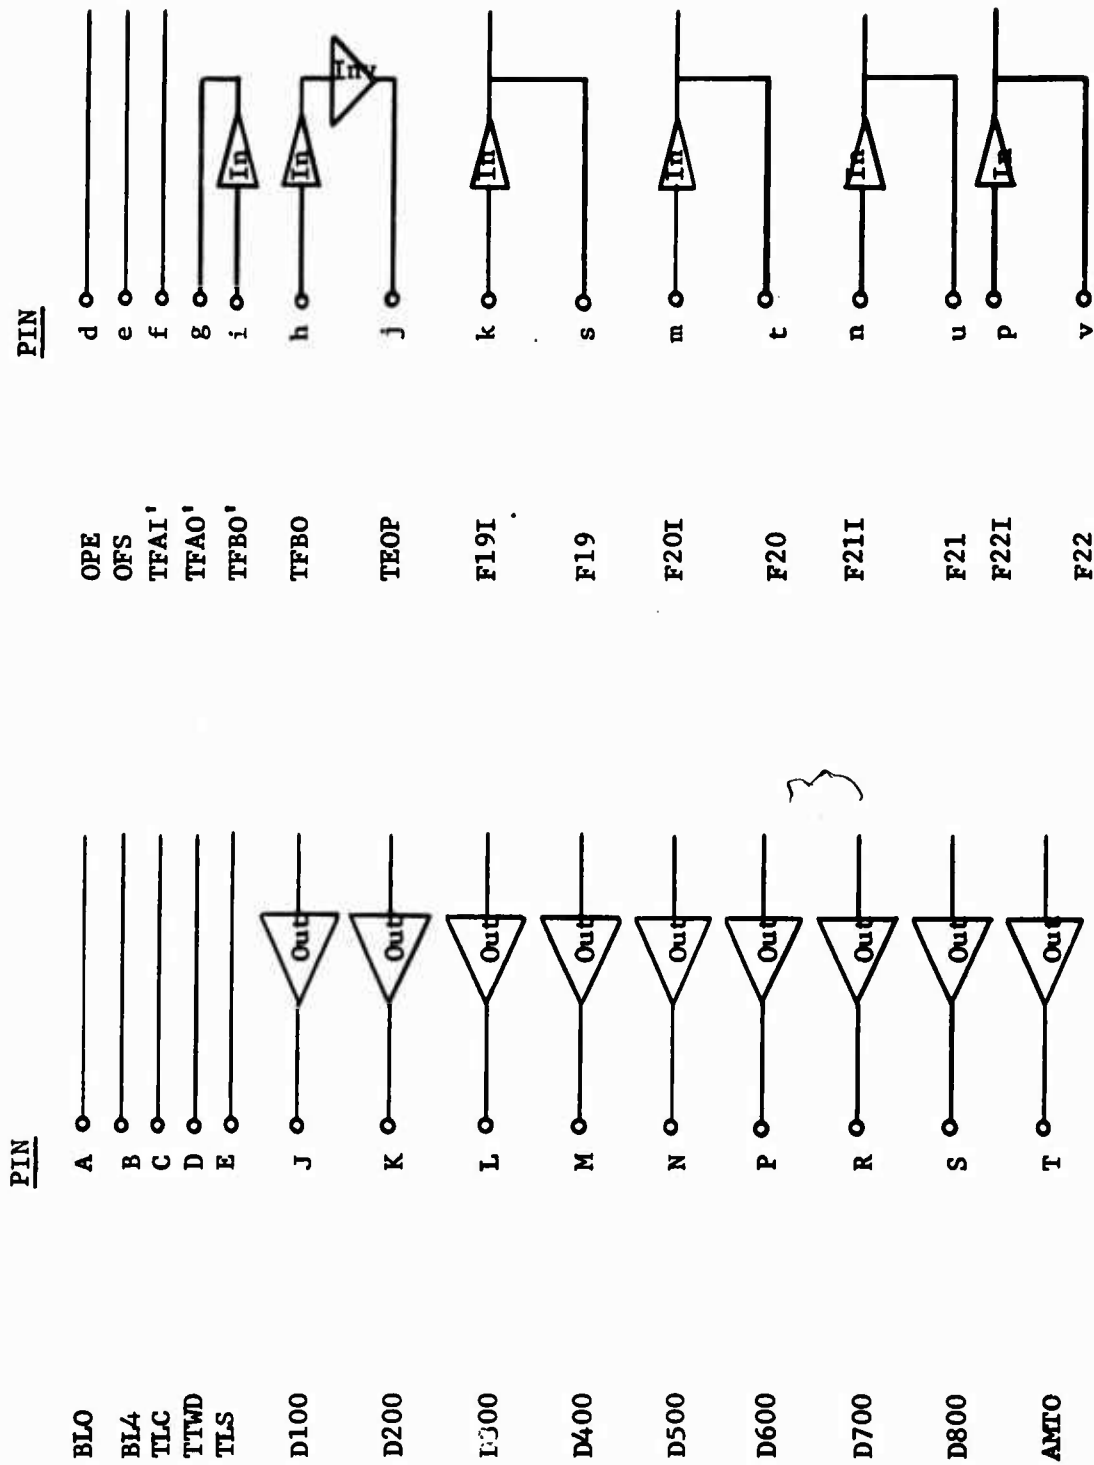 PIN
BLO A
BL4 B
TLC C
TTWD D
TLS E
D100 J Out
D200 K Out
D300 L Out
D400 M Out
D500 N Out
D600 P Out
D700 R Out
D800 S Out
AMTO T Out
PIN
OPE d
OFS e
TFAI' f
TFAO' g
TFBO' i In
TFBO h In Inv
TEOP j
F19I k In
F19 s
F20I m In
F20 t
F21I n In
F21 u
F22I p In
F22 v